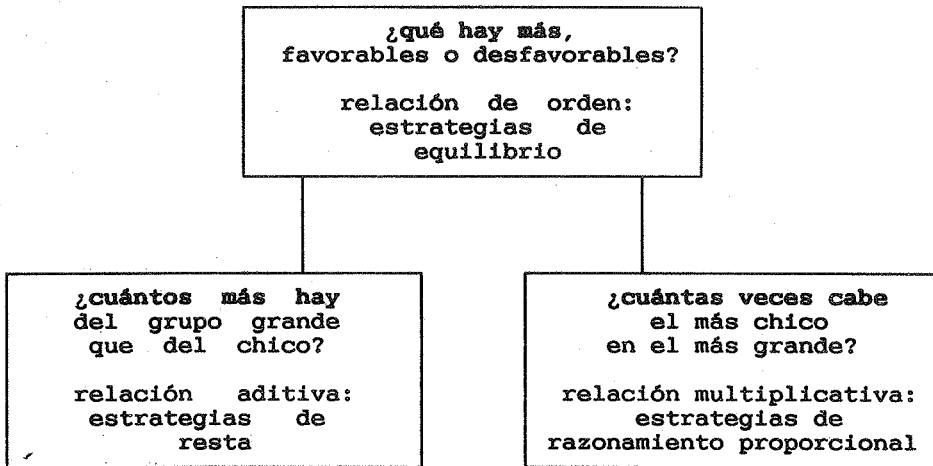 ¿qué hay más,
favorables o desfavorables?
relación de orden:
estrategias de
equilibrio
¿cuántos más hay
del grupo grande
que del chico?
relación aditiva:
estrategias de
resta
¿cuántas veces cabe
el más chico
en el más grande?
relación multiplicativa:
estrategias de
razonamiento proporcional